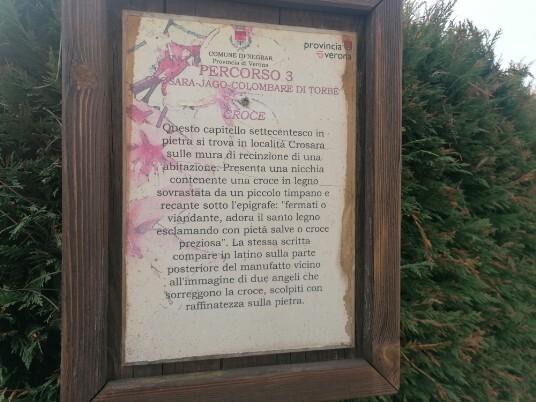 COMUNE DI NEGRAR
Provincia di Verona
provincia
verona
PERCORSO 3
SARA-JAGO-COLOMBARE DI TORBE
CROCE
Questo capitello settecentesco in
pietra si trova in località Crosara
sulle mura di recinzione di una
abitazione. Presenta una nicchia
contenente una croce in legno
sovrastata da un piccolo timpano e
recante sotto l'epigrafe: "fermati o
viandante, adora il santo legno
esclamando con pietà salve o croce
preziosa". La stessa scritta
compare in latino sulla parte
posteriore del manufatto vicino
all'immagine di due angeli che
sorreggono la croce, scolpiti con
raffinatezza sulla pietra.